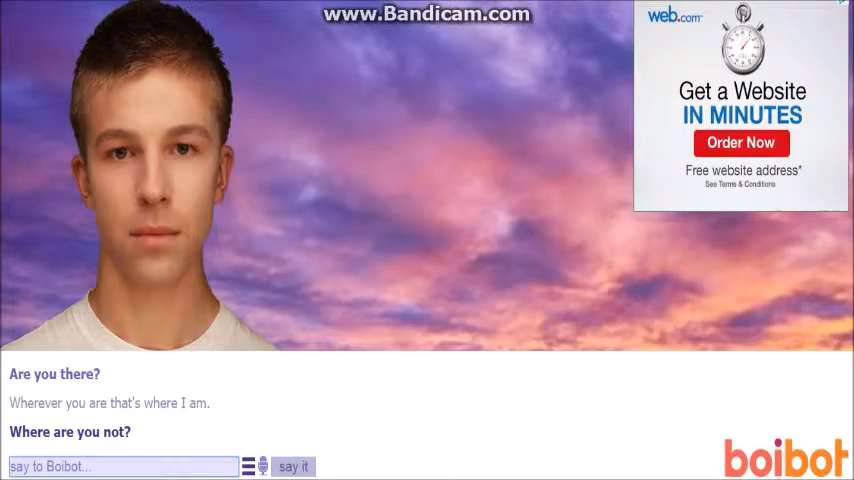 www.Bandicam.com
web.com
Get a Website
IN MINUTES
Order Now
Free website address*
See Terms & Conditions
Are you there?
Wherever you are that's where I am.
Where are you not?
say to Boibot...
say it
boibot